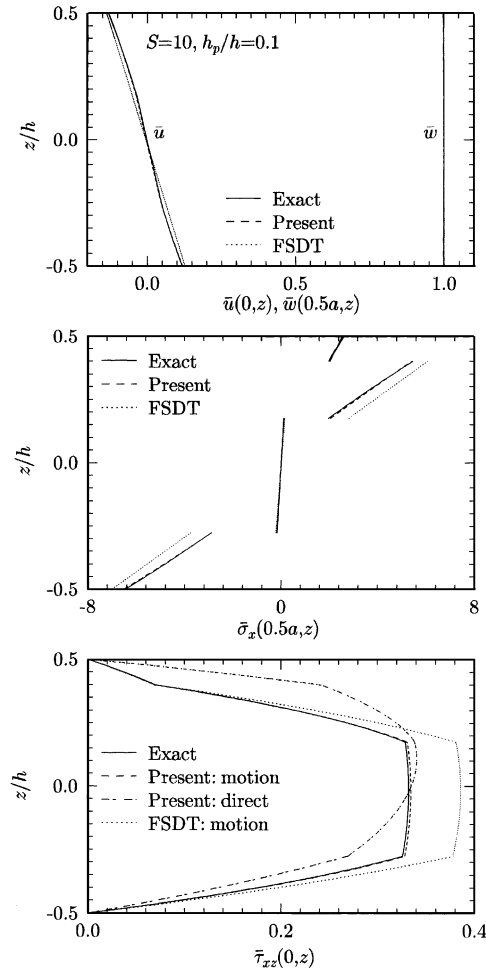 0.5
S=10, h_p/h=0.1
z/h
0.0
ū
w̄
Exact
Present
FSDT
-0.5
0.0 0.5 1.0
ū(0,z), w̄(0.5a,z)
0.5
Exact
Present
FSDT
z/h
0.0
-0.5
-8 0 8
σ̄_x(0.5a,z)
0.5
z/h
Exact
0.0
Present: motion
Present: direct
FSDT: motion
-0.5
0.0 0.2 0.4
τ̄_xz(0,z)